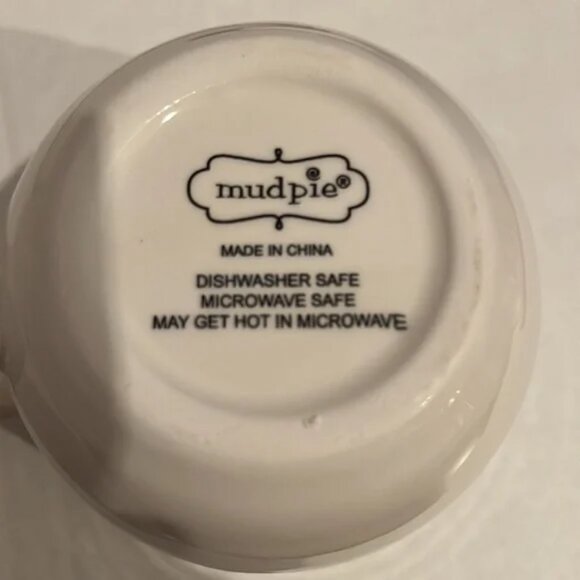 mudpie®
MADE IN CHINA
DISHWASHER SAFE
MICROWAVE SAFE
MAY GET HOT IN MICROWAVE